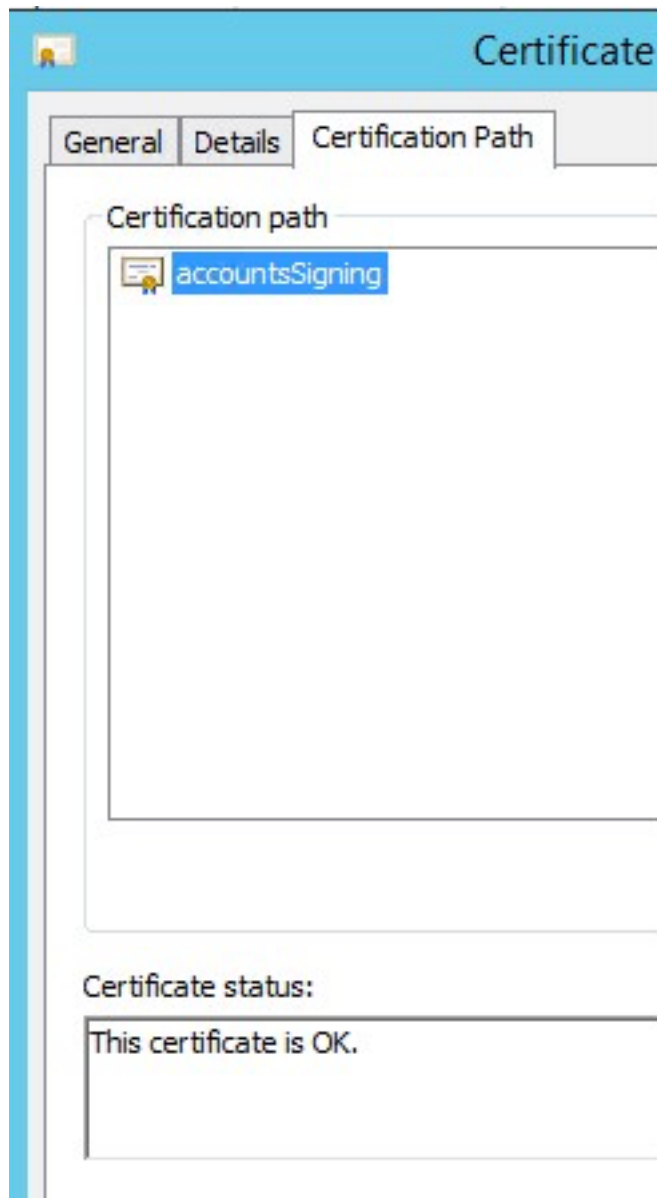 Certificate
General Details Certification Path
Certification path
accountsSigning
Certificate status:
This certificate is OK.